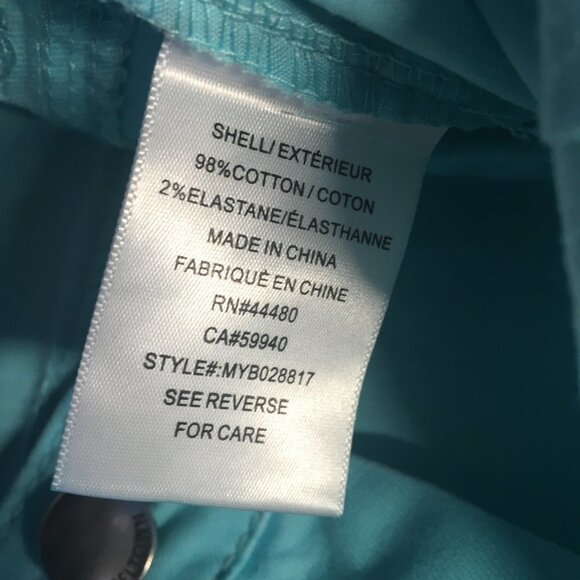 SHELL/ EXTÉRIEUR
98%COTTON / COTON
2%ELASTANE/ÉLASTHANNE
MADE IN CHINA
FABRIQUÉ EN CHINE
RN#44480
CA#59940
STYLE#:MYB028817
SEE REVERSE
FOR CARE